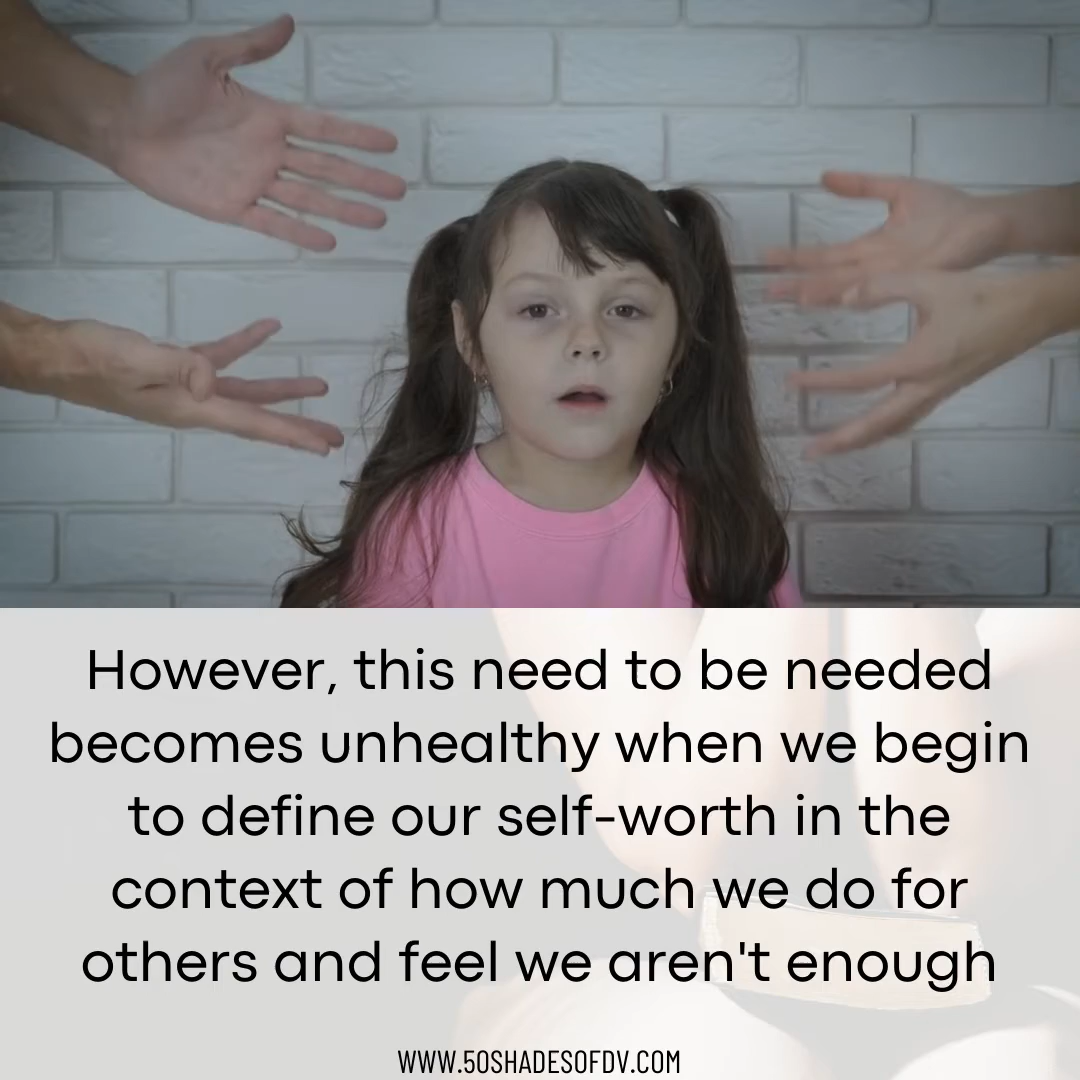 However, this need to be needed
becomes unhealthy when we begin
to define our self-worth in the
context of how much we do for
others and feel we aren't enough
WWW.50SHADESOFDV.COM